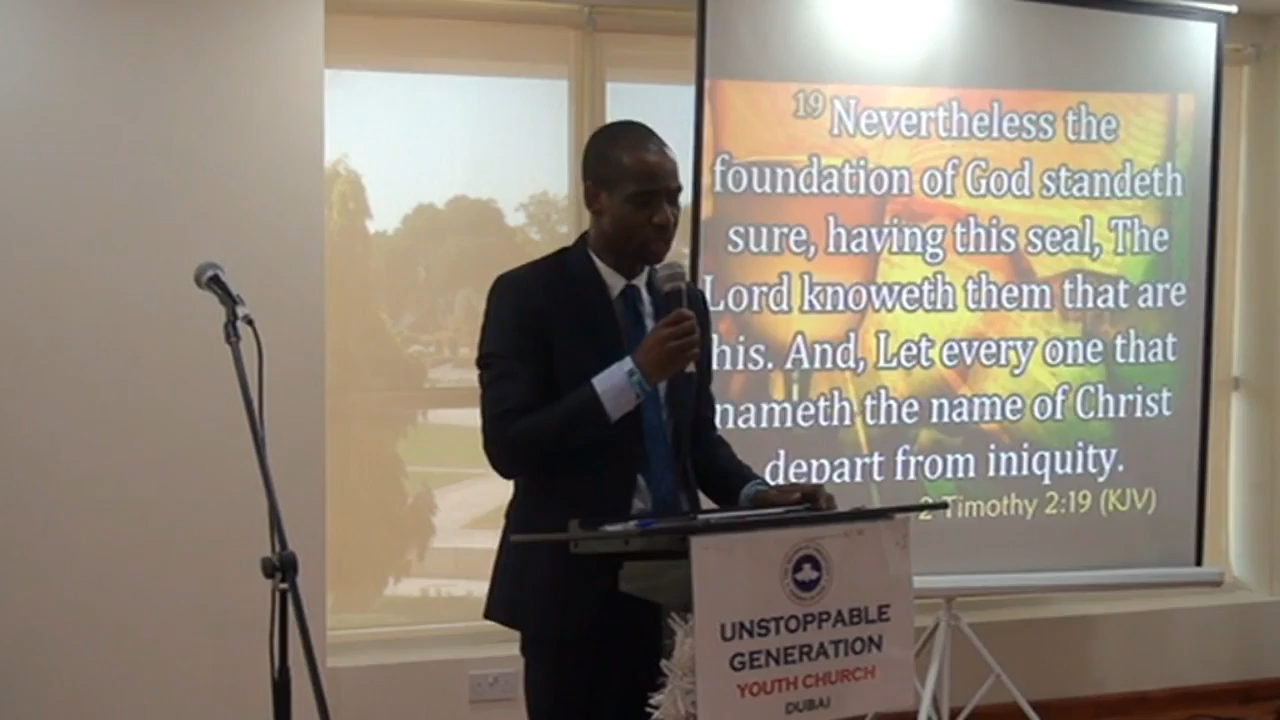 19 Nevertheless the
foundation of God standeth
sure, having this seal, The
Lord knoweth them that are
his. And, Let every one that
nameth the name of Christ
depart from iniquity.
2 Timothy 2:19 (KJV)
UNSTOPPABLE
GENERATION
YOUTH CHURCH
DUBAI